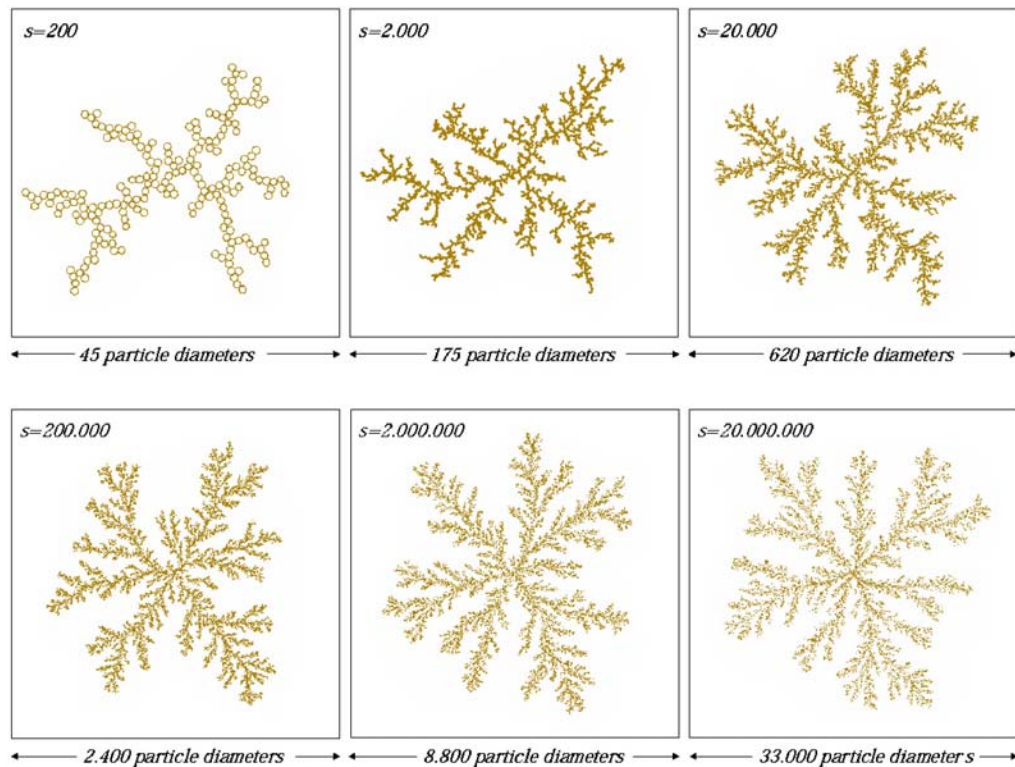 s=200
s=2.000
s=20.000
45 particle diameters
175 particle diameters
620 particle diameters
s=200.000
s=2.000.000
s=20.000.000
2.400 particle diameters
8.800 particle diameters
33.000 particle diameters